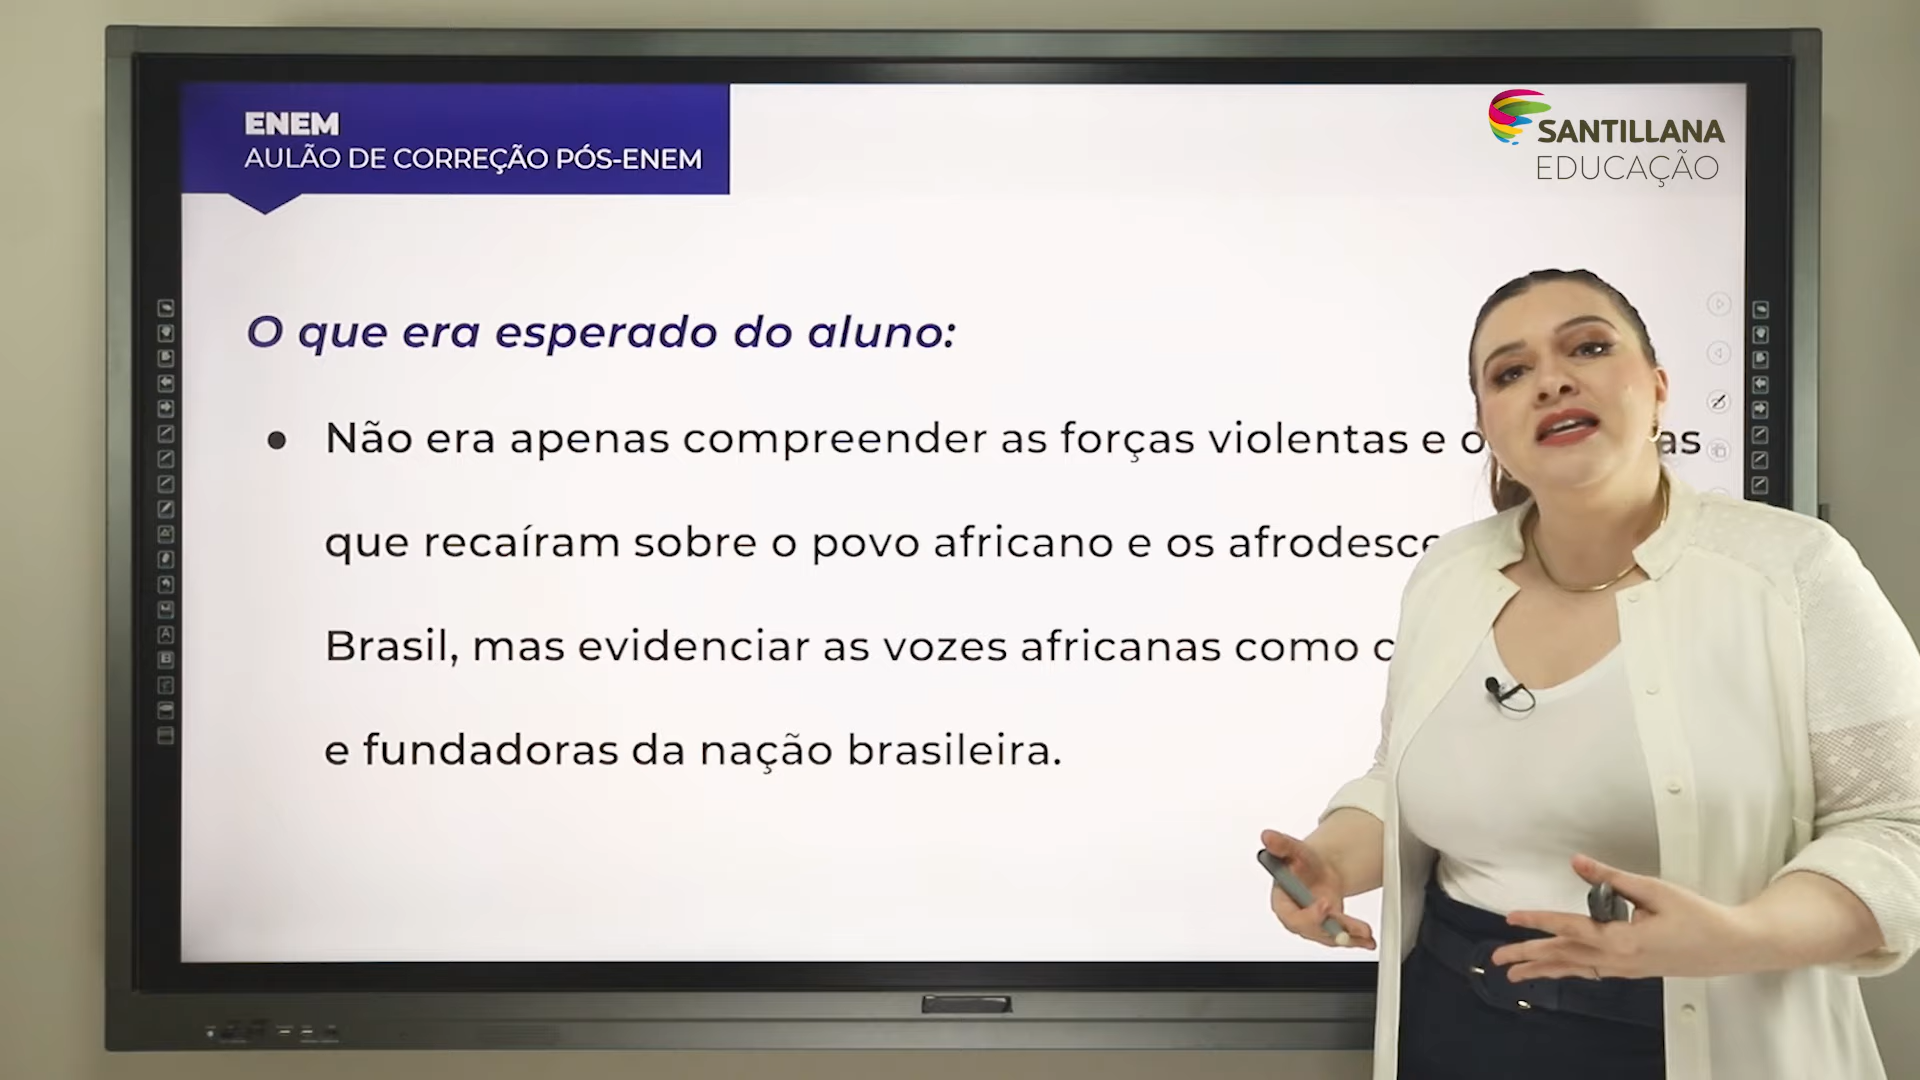 ENEM
AULÃO DE CORREÇÃO PÓS-ENEM
SANTILLANA
EDUCAÇÃO
O que era esperado do aluno:
● Não era apenas compreender as forças violentas e
que recaíram sobre o povo africano e os
Brasil, mas evidenciar as vozes africanas como
e fundadoras da nação brasileira.